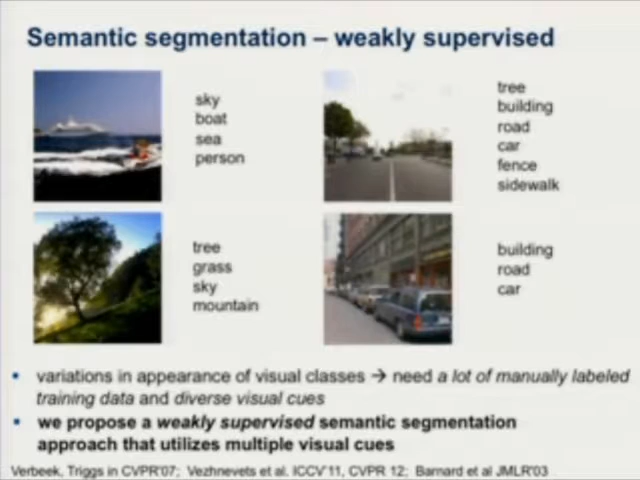 Semantic segmentation – weakly supervised
sky
boat
sea
person
tree
building
road
car
fence
sidewalk
tree
grass
sky
mountain
building
road
car
• variations in appearance of visual classes → need a lot of manually labeled
training data and diverse visual cues
• we propose a weakly supervised semantic segmentation
approach that utilizes multiple visual cues
Verbeek, Triggs in CVPR'07; Vezhnevets et al. ICCV'11, CVPR 12; Barnard et al JMLR'03